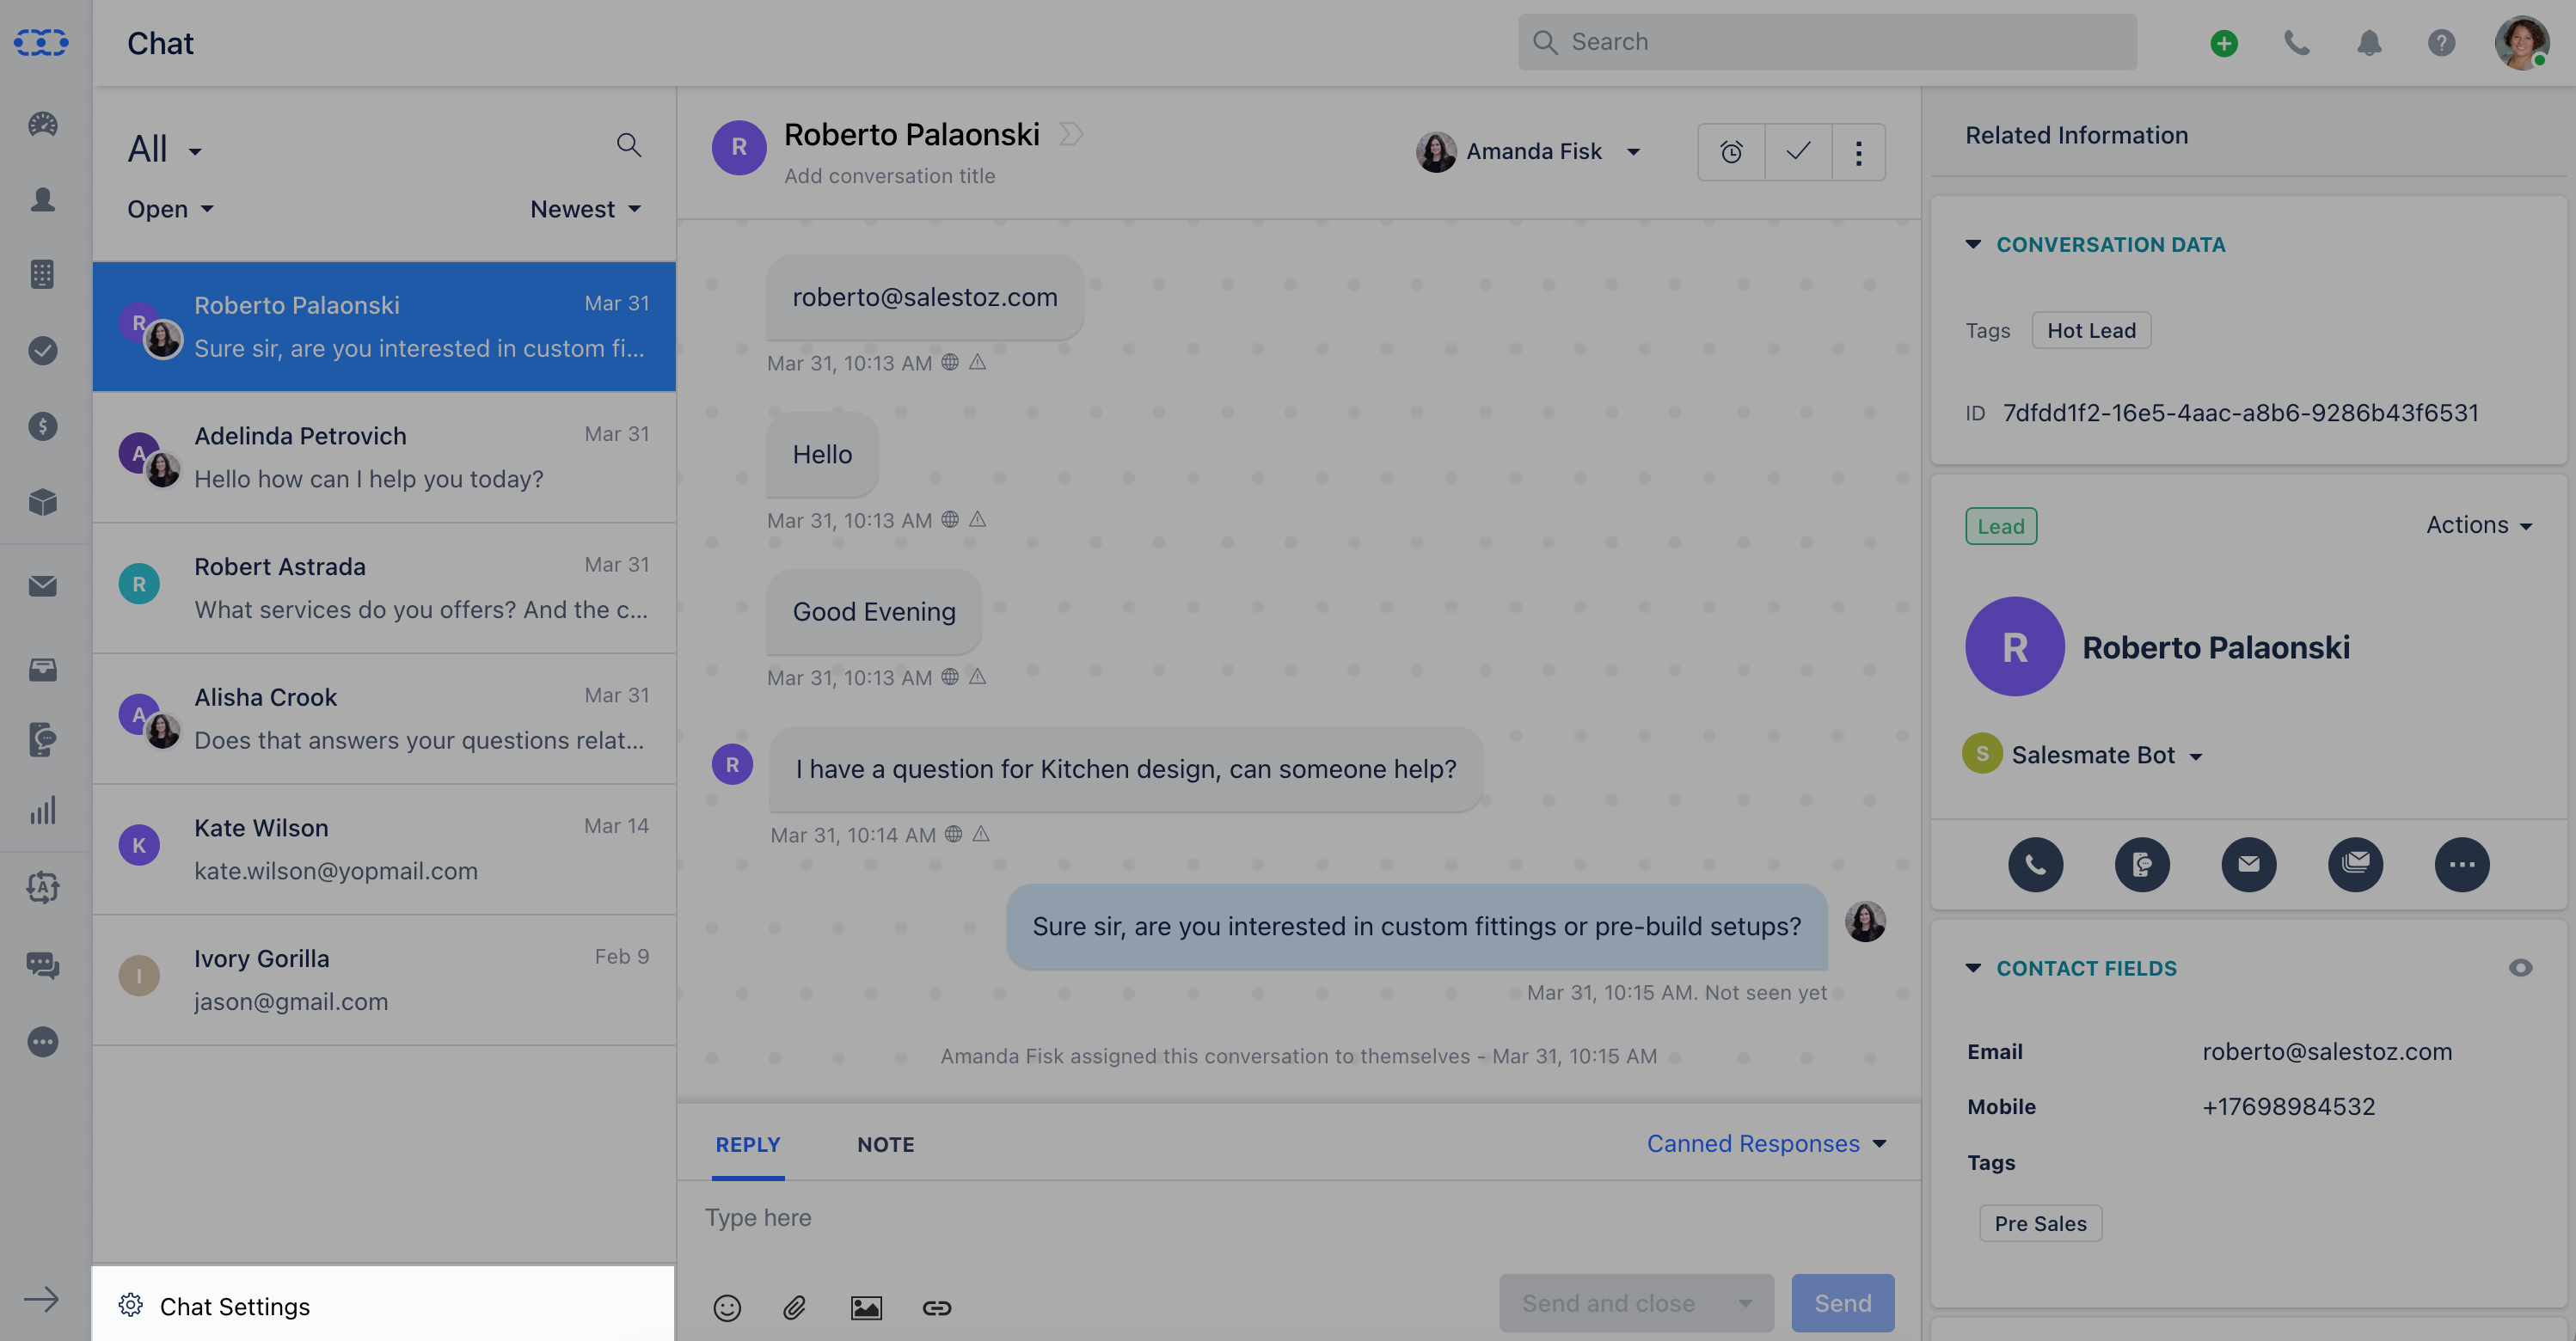 Chat
Search
All
Open
Newest
R
Roberto Palaonski
Mar 31
Sure sir, are you interested in custom fi...
A
Adelinda Petrovich
Mar 31
Hello how can I help you today?
R
Robert Astrada
Mar 31
What services do you offers? And the c...
A
Alisha Crook
Mar 31
Does that answers your questions relat...
K
Kate Wilson
Mar 14
kate.wilson@yopmail.com
I
Ivory Gorilla
Feb 9
jason@gmail.com
Chat Settings
R
Roberto Palaonski
Add conversation title
Amanda Fisk
roberto@salestoz.com
Mar 31, 10:13 AM
Hello
Mar 31, 10:13 AM
Good Evening
Mar 31, 10:13 AM
R
I have a question for Kitchen design, can someone help?
Mar 31, 10:14 AM
Sure sir, are you interested in custom fittings or pre-build setups?
Mar 31, 10:15 AM. Not seen yet
Amanda Fisk assigned this conversation to themselves - Mar 31, 10:15 AM
REPLY
NOTE
Canned Responses
Type here
Send and close
Send
Related Information
CONVERSATION DATA
Tags Hot Lead
ID 7dfdd1f2-16e5-4aac-a8b6-9286b43f6531
Lead
Actions
R
Roberto Palaonski
S
Salesmate Bot
CONTACT FIELDS
Email roberto@salestoz.com
Mobile +17698984532
Tags
Pre Sales